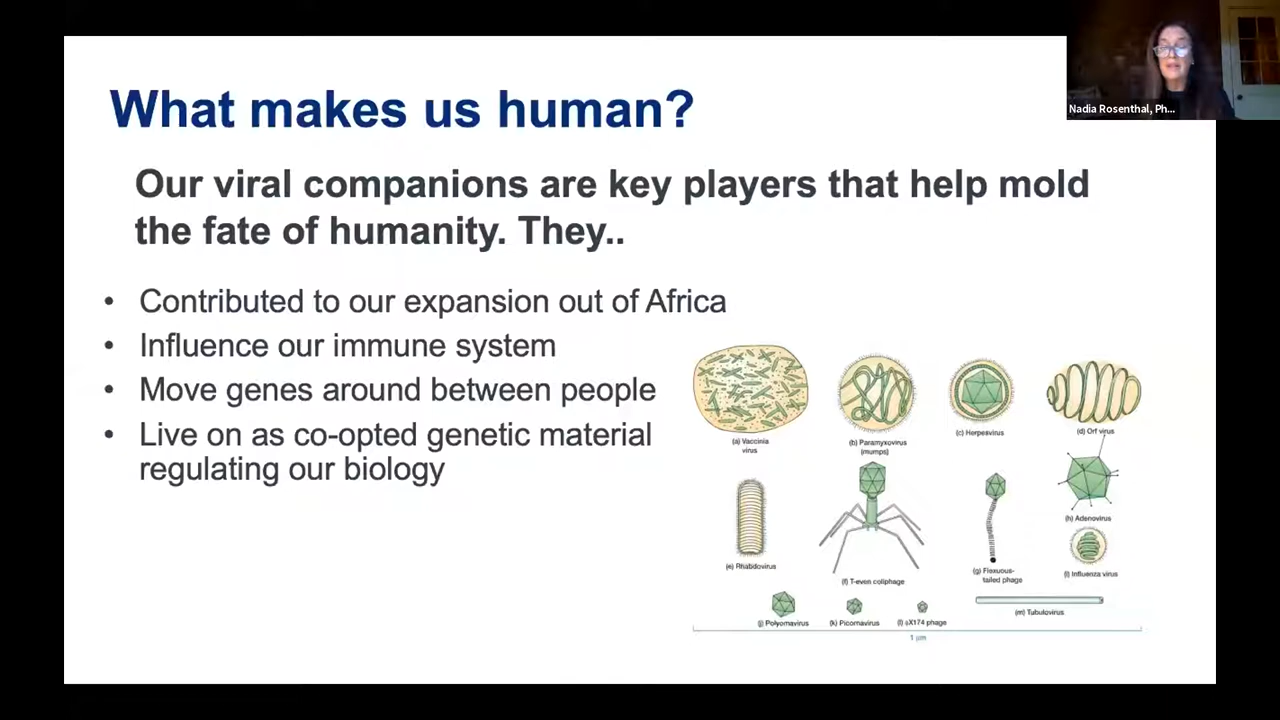 What makes us human?
Nadia Rosenthal, Ph...
Our viral companions are key players that help mold
the fate of humanity. They..
• Contributed to our expansion out of Africa
• Influence our immune system
• Move genes around between people
• Live on as co-opted genetic material
regulating our biology
(a) Vaccinia
virus
(b) Paramyxovirus
(mumps)
(c) Herpesvirus
(d) Orf virus
(e) Rhabdovirus
(f) T-even coliphage
(g) Flexuous-
tailed phage
(h) Adenovirus
(i) Influenza virus
(j) Polyomavirus
(k) Picornavirus
(l) φX174 phage
(m) Tubulovirus
1 μm